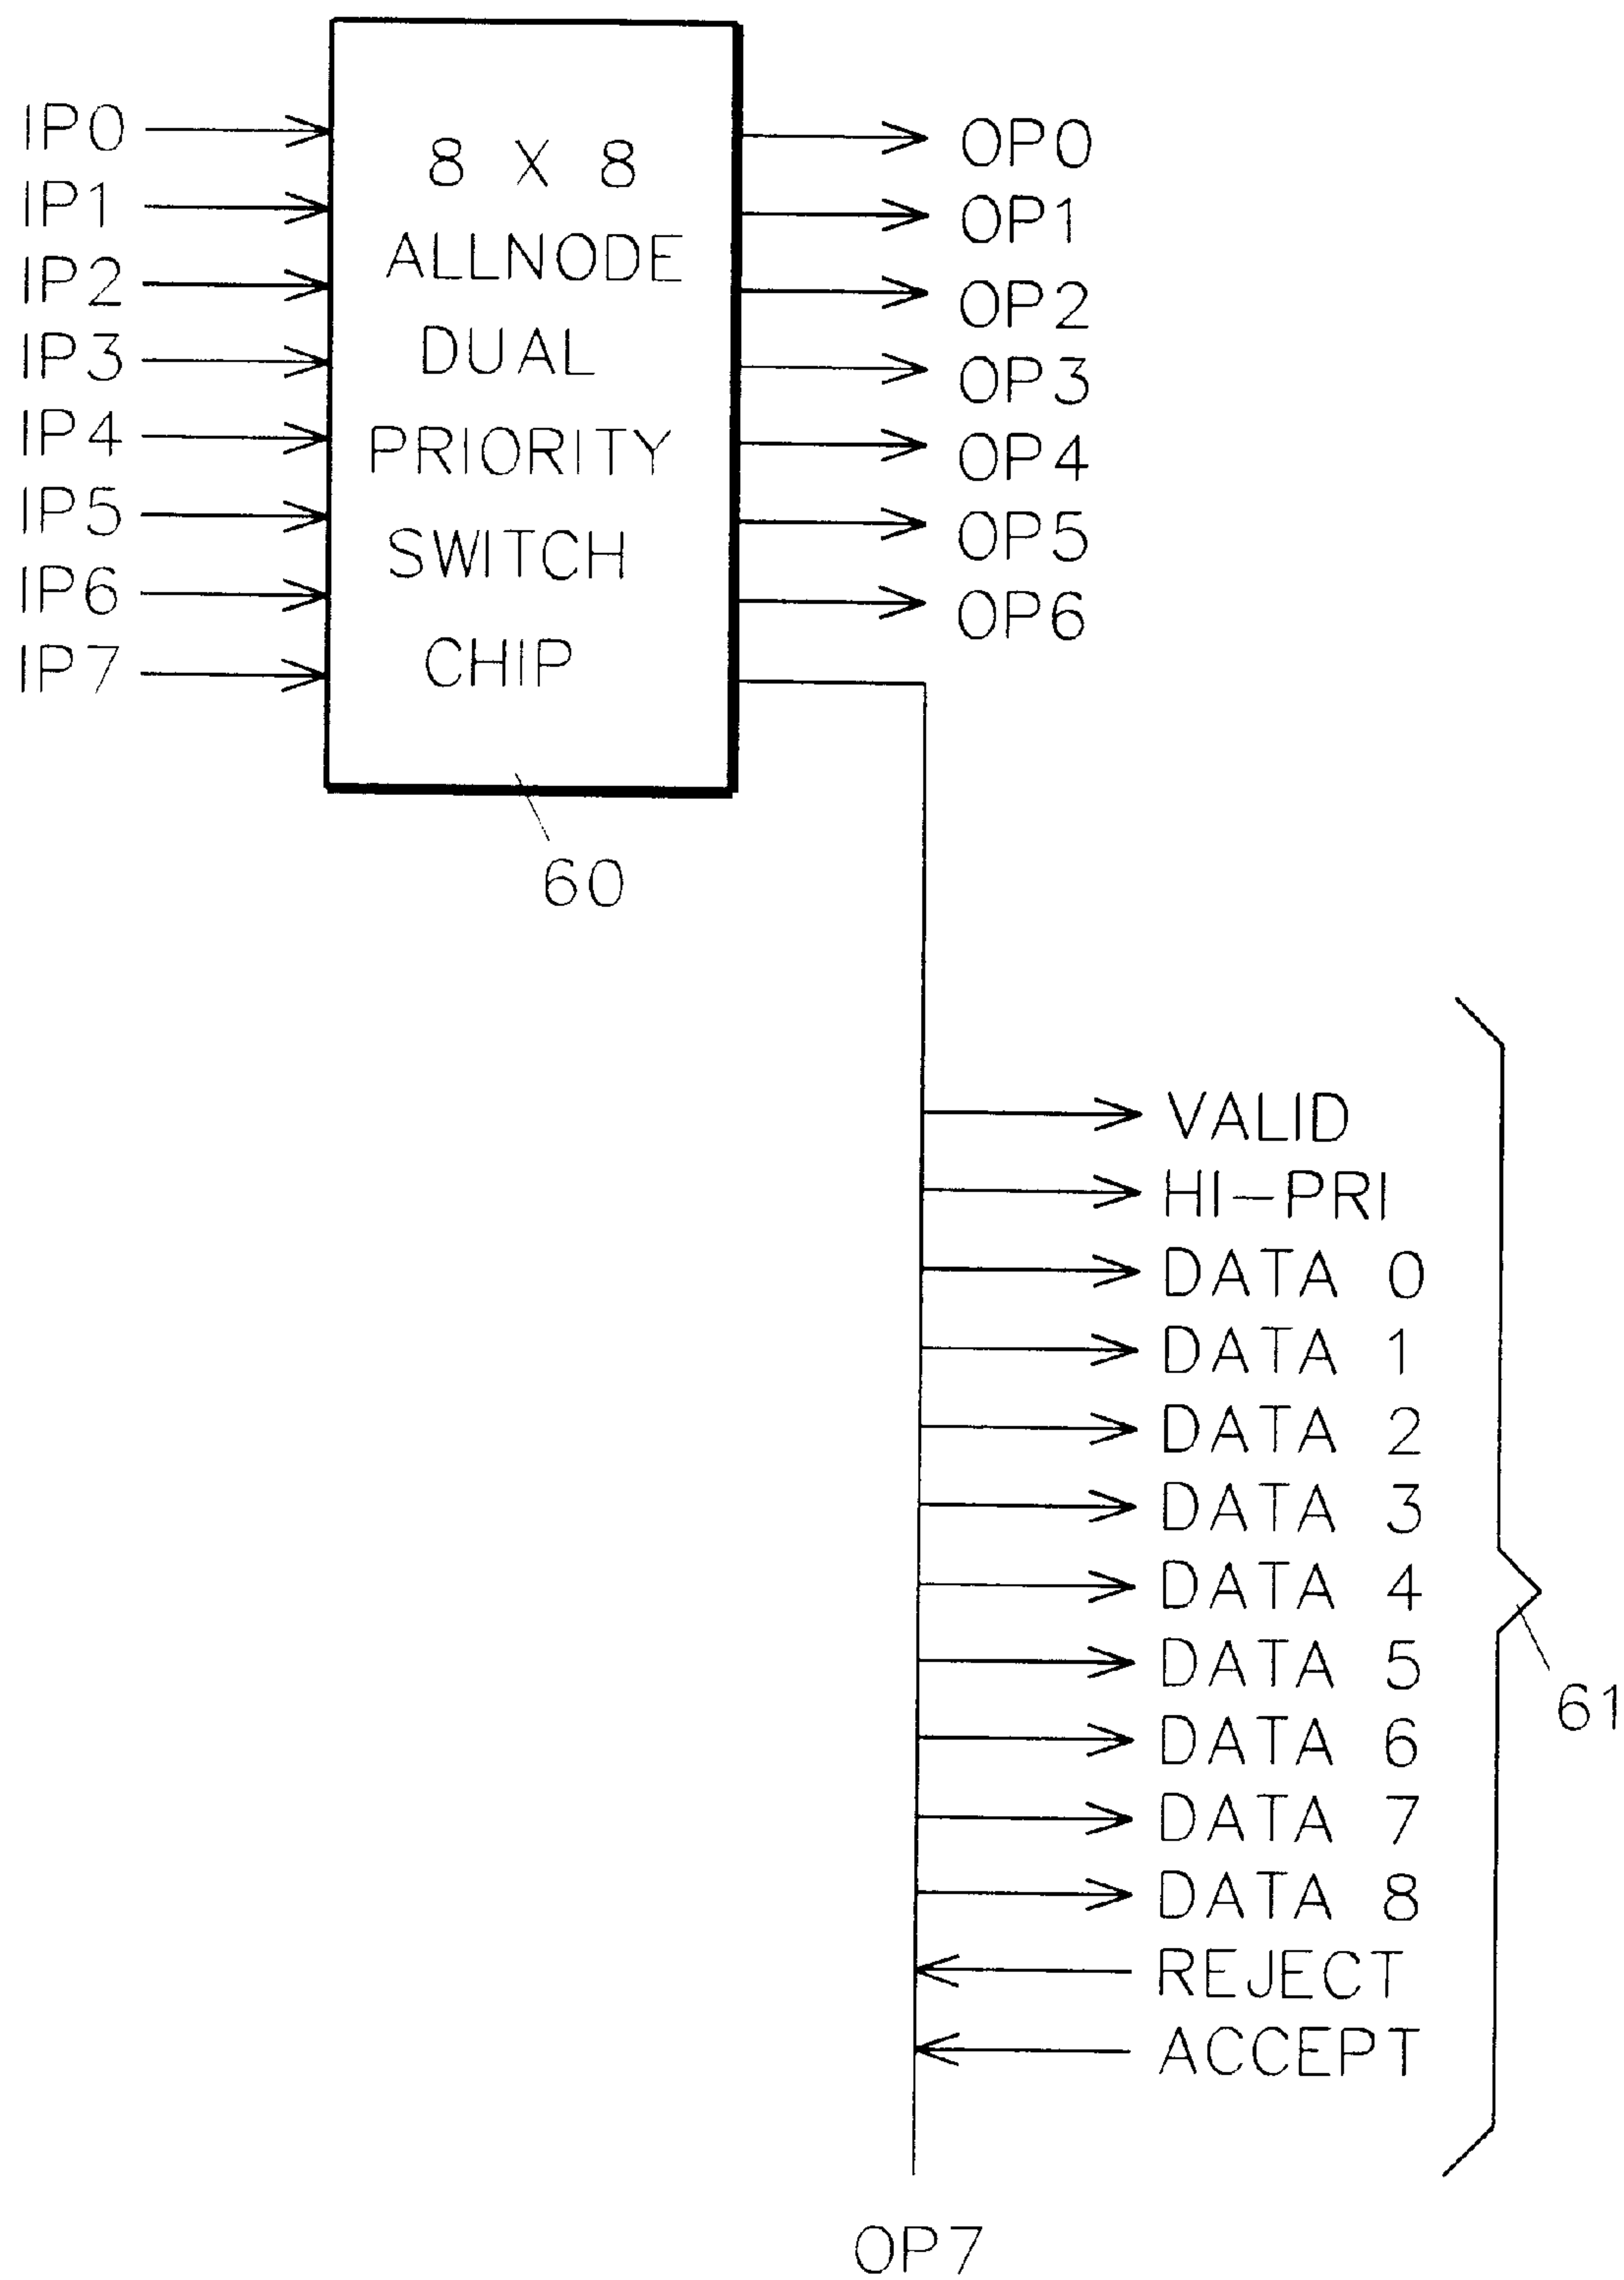 IP0
IP1
IP2
IP3
IP4
IP5
IP6
IP7
8 X 8
ALLNODE
DUAL
PRIORITY
SWITCH
CHIP
60
OP0
OP1
OP2
OP3
OP4
OP5
OP6
VALID
HI-PRI
DATA 0
DATA 1
DATA 2
DATA 3
DATA 4
DATA 5
DATA 6
DATA 7
DATA 8
REJECT
ACCEPT
61
OP7